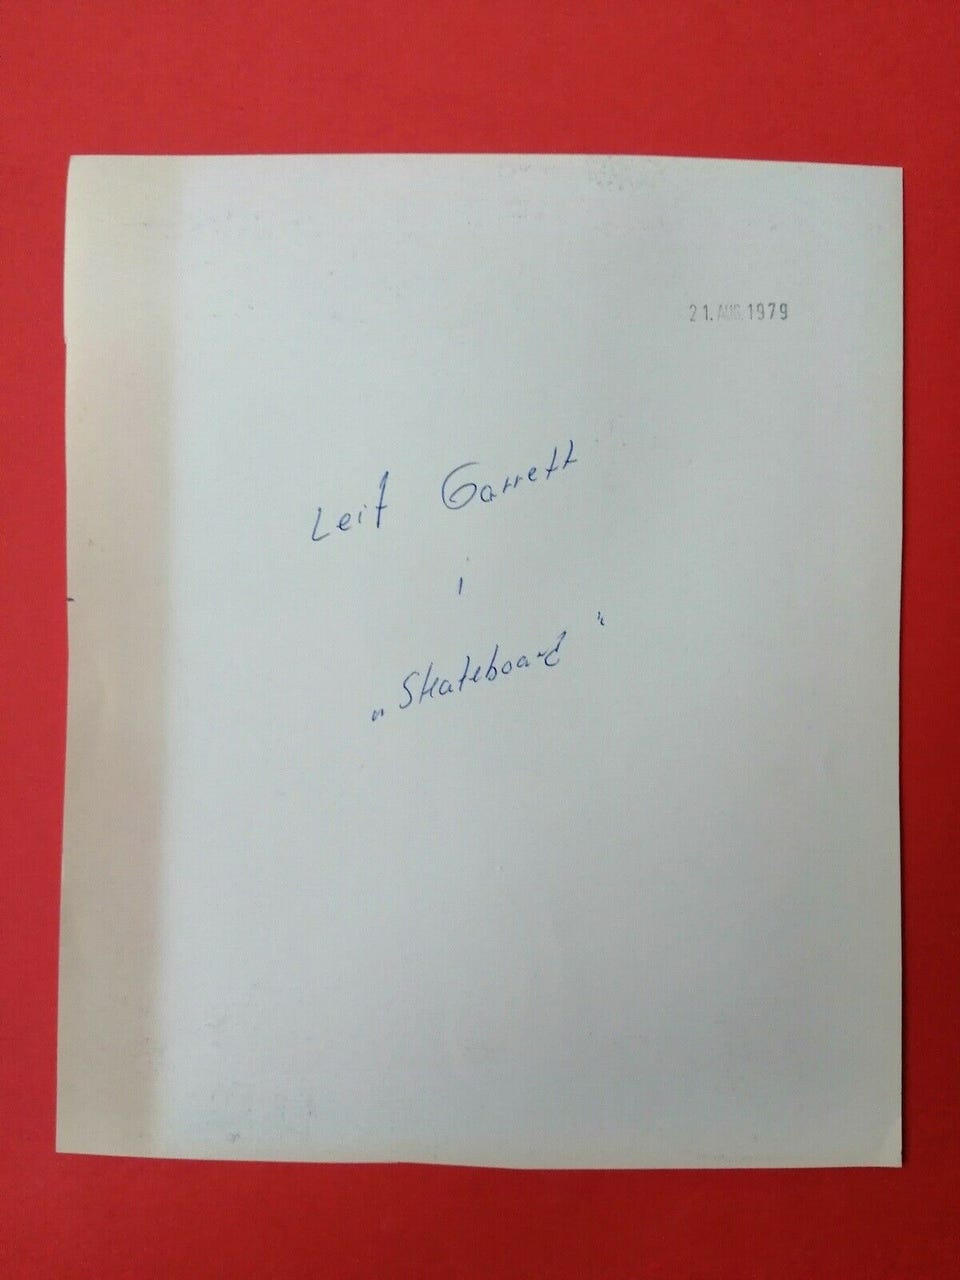 21. AUG. 1979
Leif Garrett
i
„Skateboard"